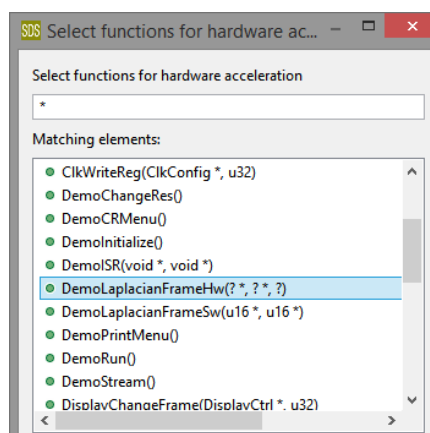 SDS Select functions for hardware ac...
Select functions for hardware acceleration
*
Matching elements:
ClkWriteReg(ClkConfig *, u32)
DemoChangeRes()
DemoCRMenu()
DemoInitialize()
DemoISR(void *, void *)
DemoLaplacianFrameHw(? *, ? *, ?)
DemoLaplacianFrameSw(u16 *, u16 *)
DemoPrintMenu()
DemoRun()
DemoStream()
DisplayChangeFrame(DisplayCtrl *, u32)